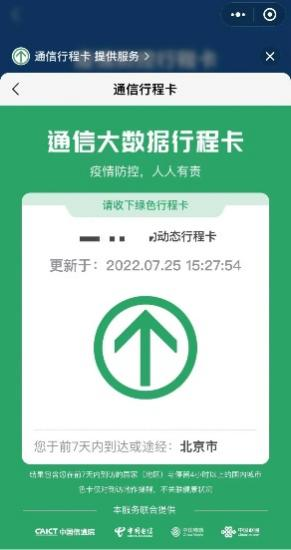 通信行程卡 提供服务
通信行程卡
通信大数据行程卡
疫情防控，人人有责
请收下绿色行程卡
动态行程卡
更新于：2022.07.25 15:27:54
您于前7天内到达或途经：北京市
结果包含您在前7天内到访的国家（地区）与停留4小时以上的国内城市
色卡仅对到访地作提醒，不关联健康状况
本服务联合提供
CAICT 中国信通院 中国电信 中国移动 中国联通